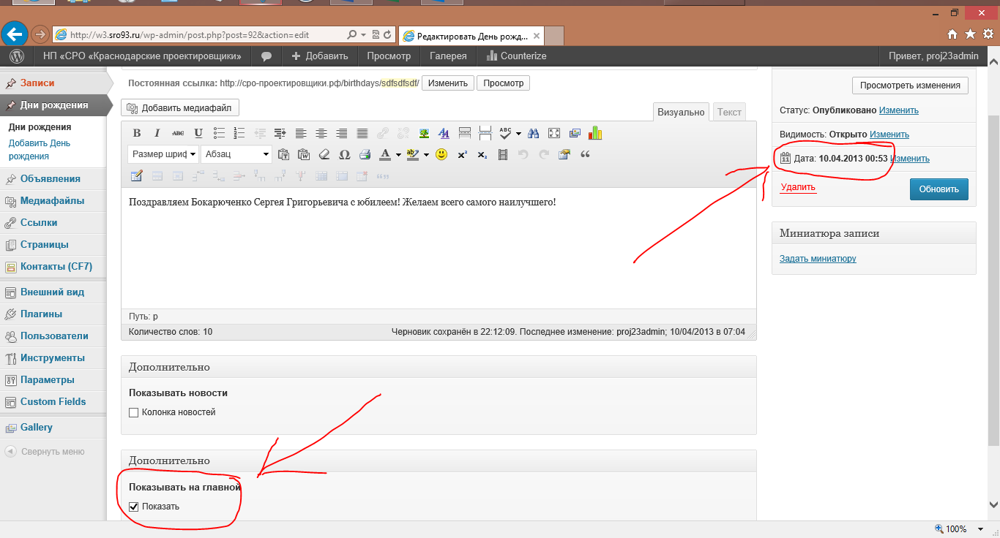 http://w3.sro93.ru/wp-admin/post.php?post=92&action=edit
Редактировать День рожд...
НП «СРО «Краснодарские проектировщики»
Добавить
Просмотр
Галерея
Counterize
Привет, proj23admin
Записи
Дни рождения
Дни рождения
Добавить День
рождения
Объявления
Медиафайлы
Ссылки
Страницы
Контакты (CF7)
Внешний вид
Плагины
Пользователи
Инструменты
Параметры
Custom Fields
Gallery
Свернуть меню
Постоянная ссылка: http://сро-проектировщики.рф/birthdays/sdfsdfsdf/ Изменить Просмотр
Добавить медиафайл
Визуально Текст
B I ABC U ABC
Размер шриф Абзац
Поздравляем Бокарюченко Сергея Григорьевича с юбилеем! Желаем всего самого наилучшего!
Путь: p
Количество слов: 10
Черновик сохранён в 22:12:09. Последнее изменение: proj23admin; 10/04/2013 в 07:04
Дополнительно
Показывать новости
Колонка новостей
Дополнительно
Показывать на главной
Показать
Просмотреть изменения
Статус: Опубликовано Изменить
Видимость: Открыто Изменить
11 Дата: 10.04.2013 00:53 Изменить
Удалить
Обновить
Миниатюра записи
Задать миниатюру
100%